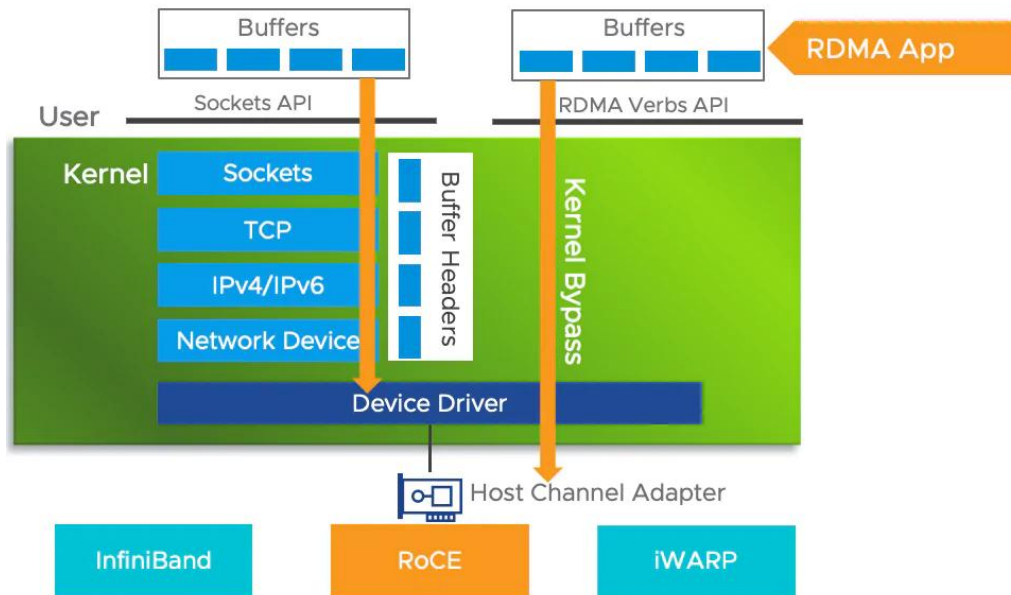 Buffers
Buffers
RDMA App
Sockets API
RDMA Verbs API
User
Kernel
Sockets
TCP
IPv4/IPv6
Network Device
Buffer Headers
Kernel Bypass
Device Driver
Host Channel Adapter
InfiniBand
RoCE
iWARP